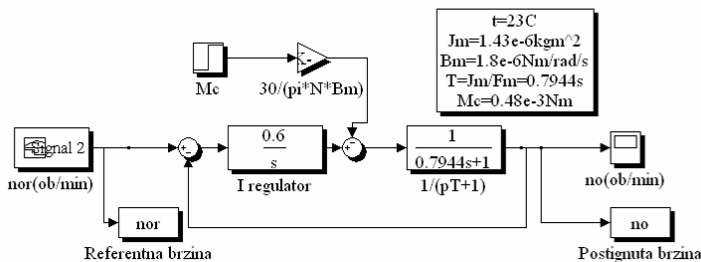 t=23C
Jm=1.43e-6kgm^2
Bm=1.8e-6Nm/rad/s
T=Jm/Fm=0.7944s
Mc=0.48e-3Nm
Mc
30/(pi*N*Bm)
Signal 2
nor(ob/min)
0.6
s
I regulator
1
0.7944s+1
1/(pT+1)
no(ob/min)
nor
Referentna brzina
no
Postignuta brzina